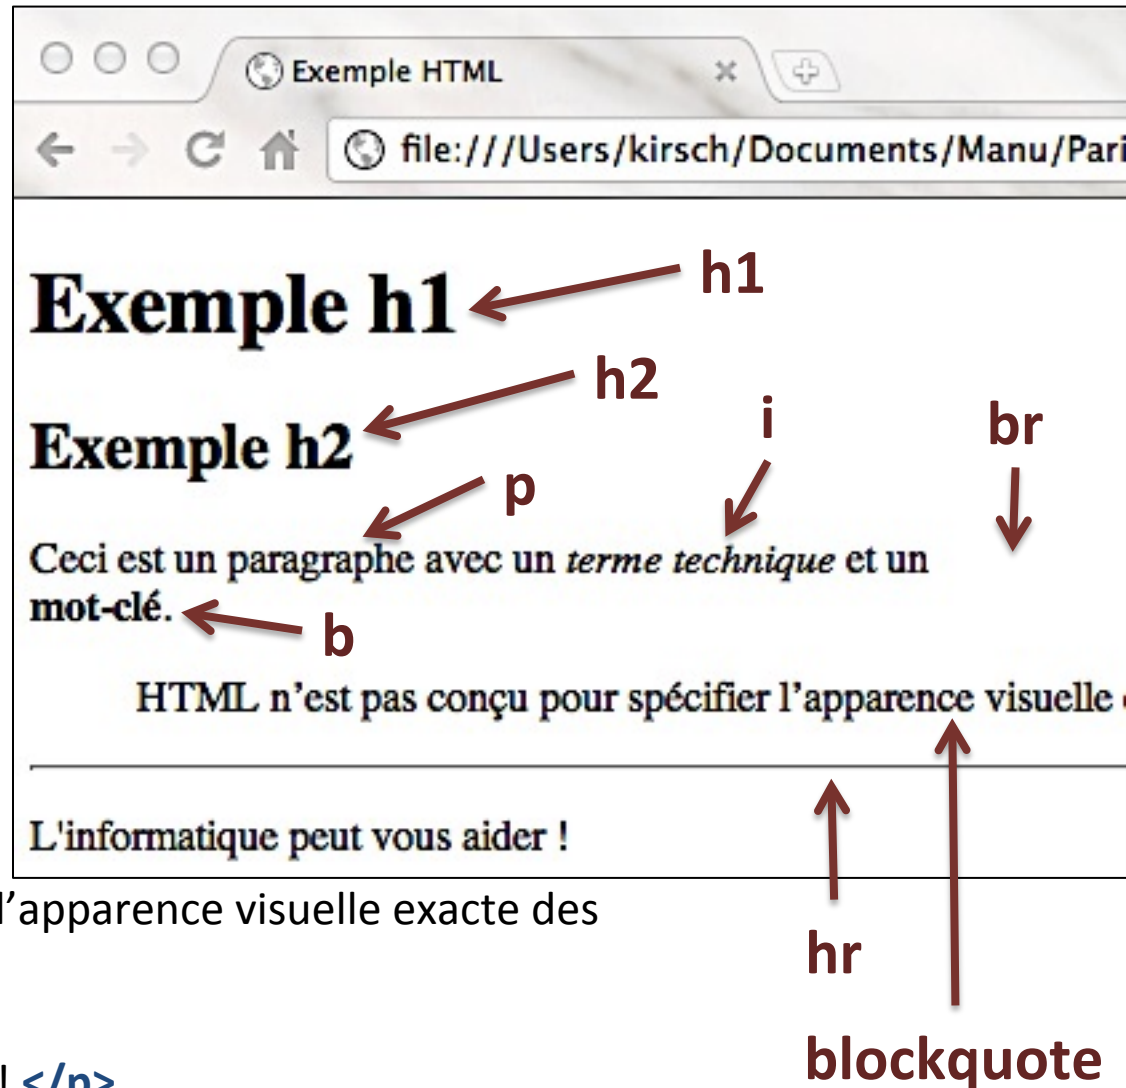 Exemple HTML
file:///Users/kirsch/Documents/Manu/Pari
Exemple h1
h1
Exemple h2
h2
i
br
p
Ceci est un paragraphe avec un terme technique et un
mot-clé.
b
HTML n’est pas conçu pour spécifier l’apparence visuelle
L'informatique peut vous aider !
l’apparence visuelle exacte des
hr
blockquote
! </p>